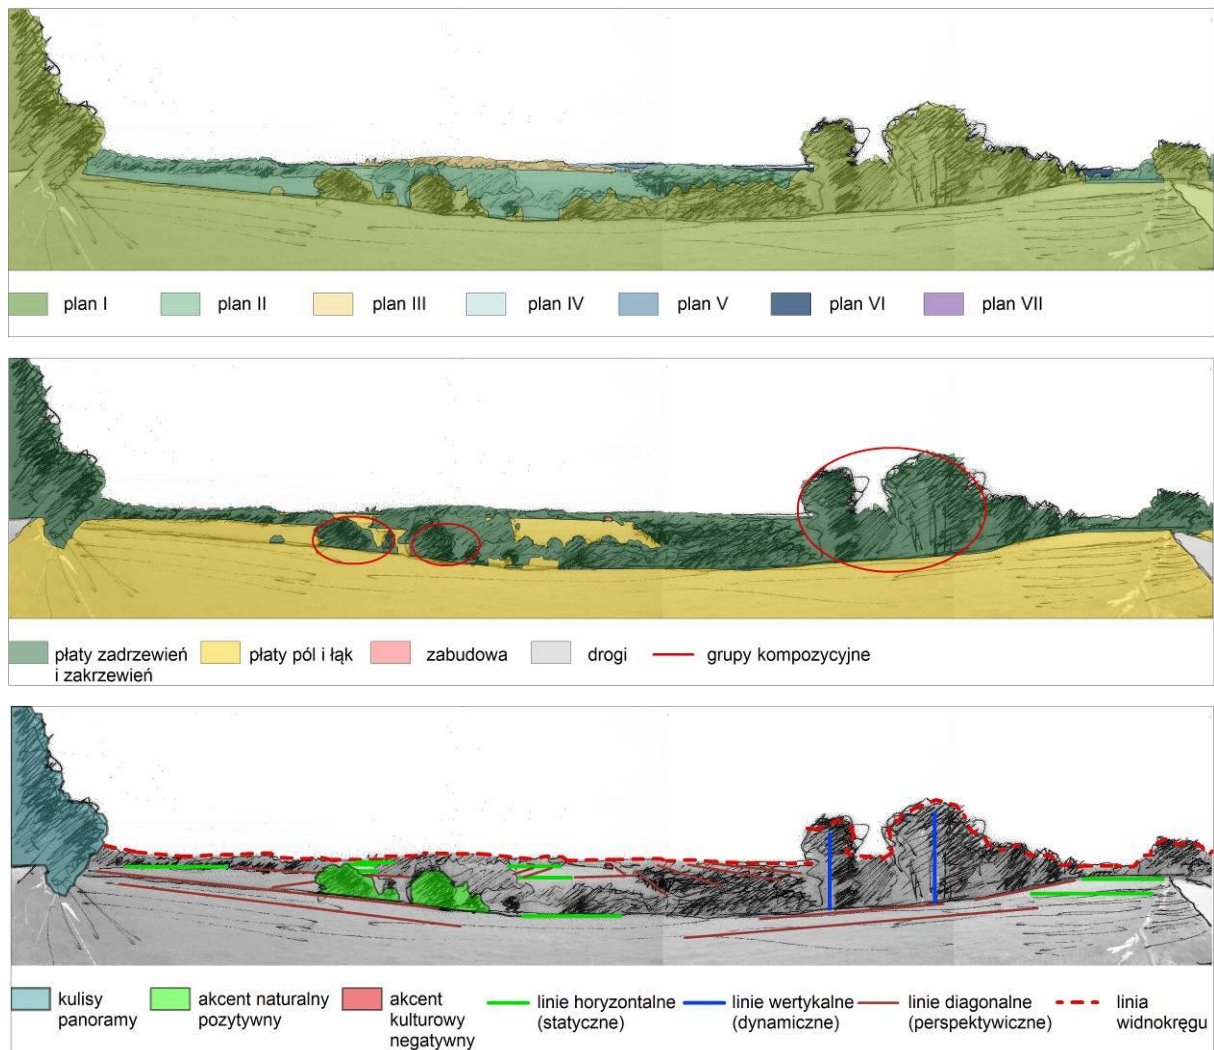 plan I plan II plan III plan IV plan V plan VI plan VII
płaty zadrzewień płaty pól i łąk zabudowa drogi grupy kompozycyjne
i zakrzewień
kulisy akcent naturalny akcent linie horyzontalne linie wertykalne linie diagonalne linia
panoramy pozytywny kulturowy (statyczne) (dynamiczne) (perspektywiczne) widnokręgu
negatywny